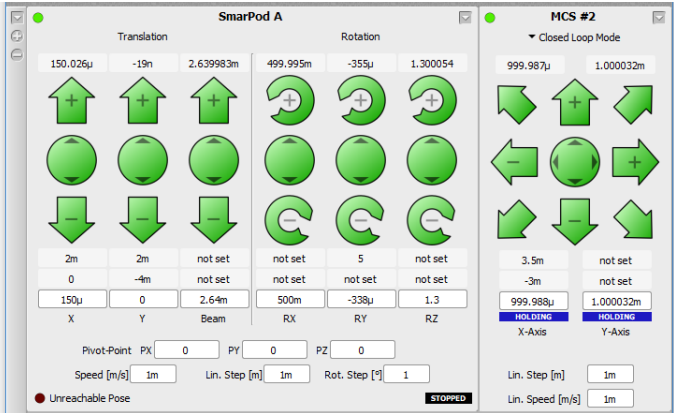 SmarPod A
Translation Rotation
150.026µ -19n 2.639983m 499.995m -355µ 1.300054
+ + + + + +
- - - - - -
2m 2m not set not set 5 not set
0 -4m not set not set not set not set
150µ 0 2.64m 500m -338µ 1.3
X Y Beam RX RY RZ
Pivot-Point PX 0 PY 0 PZ 0
Speed [m/s] 1m Lin. Step [m] 1m Rot. Step [°] 1
Unreachable Pose STOPPED
MCS #2
Closed Loop Mode
999.987µ 1.000032m
+
- +
-
3.5m not set
-3m not set
999.988µ 1.000032m
HOLDING HOLDING
X-Axis Y-Axis
Lin. Step [m] 1m
Lin. Speed [m/s] 1m